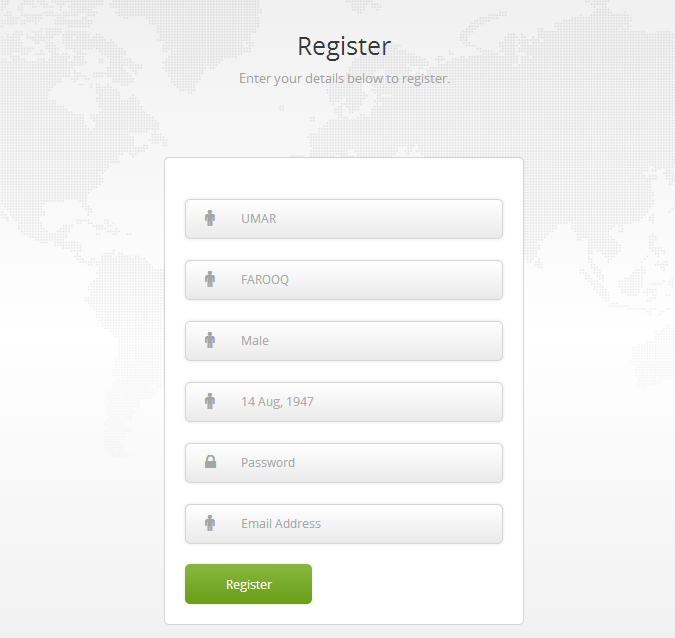 Register
Enter your details below to register.
UMAR
FAROOQ
Male
14 Aug, 1947
Password
Email Address
Register